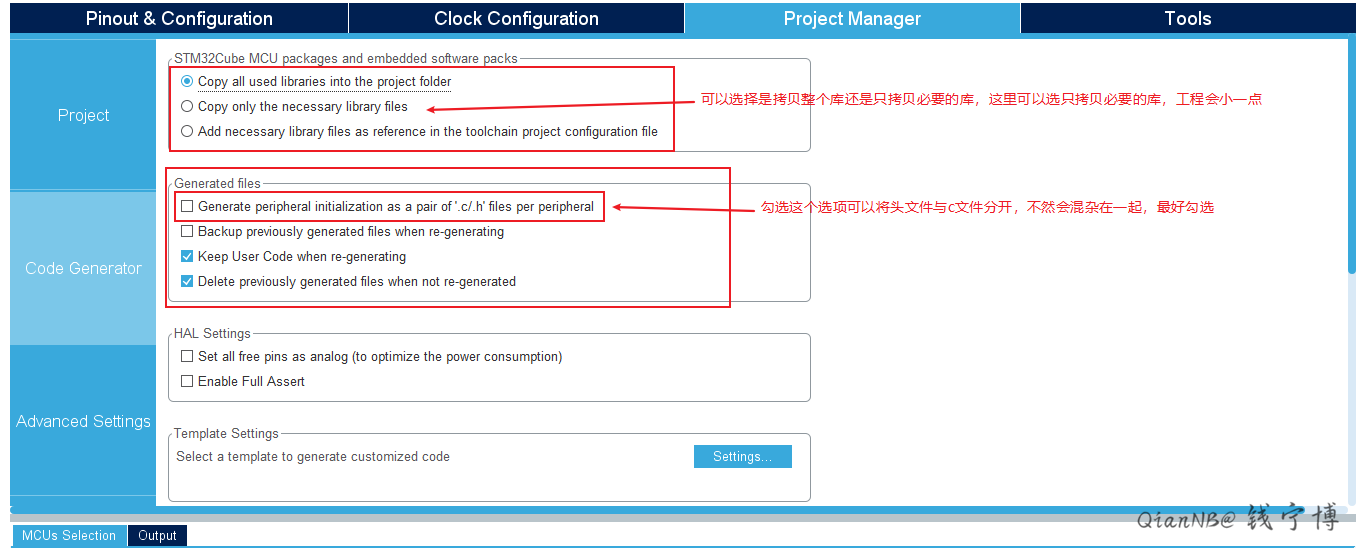 Pinout & Configuration
Clock Configuration
Project Manager
Tools
Project
Code Generator
Advanced Settings
STM32Cube MCU packages and embedded software packs
Copy all used libraries into the project folder
Copy only the necessary library files
Add necessary library files as reference in the toolchain project configuration file
可以选择是拷贝整个库还是只拷贝必要的库，这里可以选只拷贝必要的库，工程会小一点
Generated files
Generate peripheral initialization as a pair of '.c/.h' files per peripheral
勾选这个选项可以将头文件与c文件分开，不然会混杂在一起，最好勾选
Backup previously generated files when re-generating
Keep User Code when re-generating
Delete previously generated files when not re-generated
HAL Settings
Set all free pins as analog (to optimize the power consumption)
Enable Full Assert
Template Settings
Select a template to generate customized code
Settings...
MCUs Selection
Output
QianNB@钱宁博